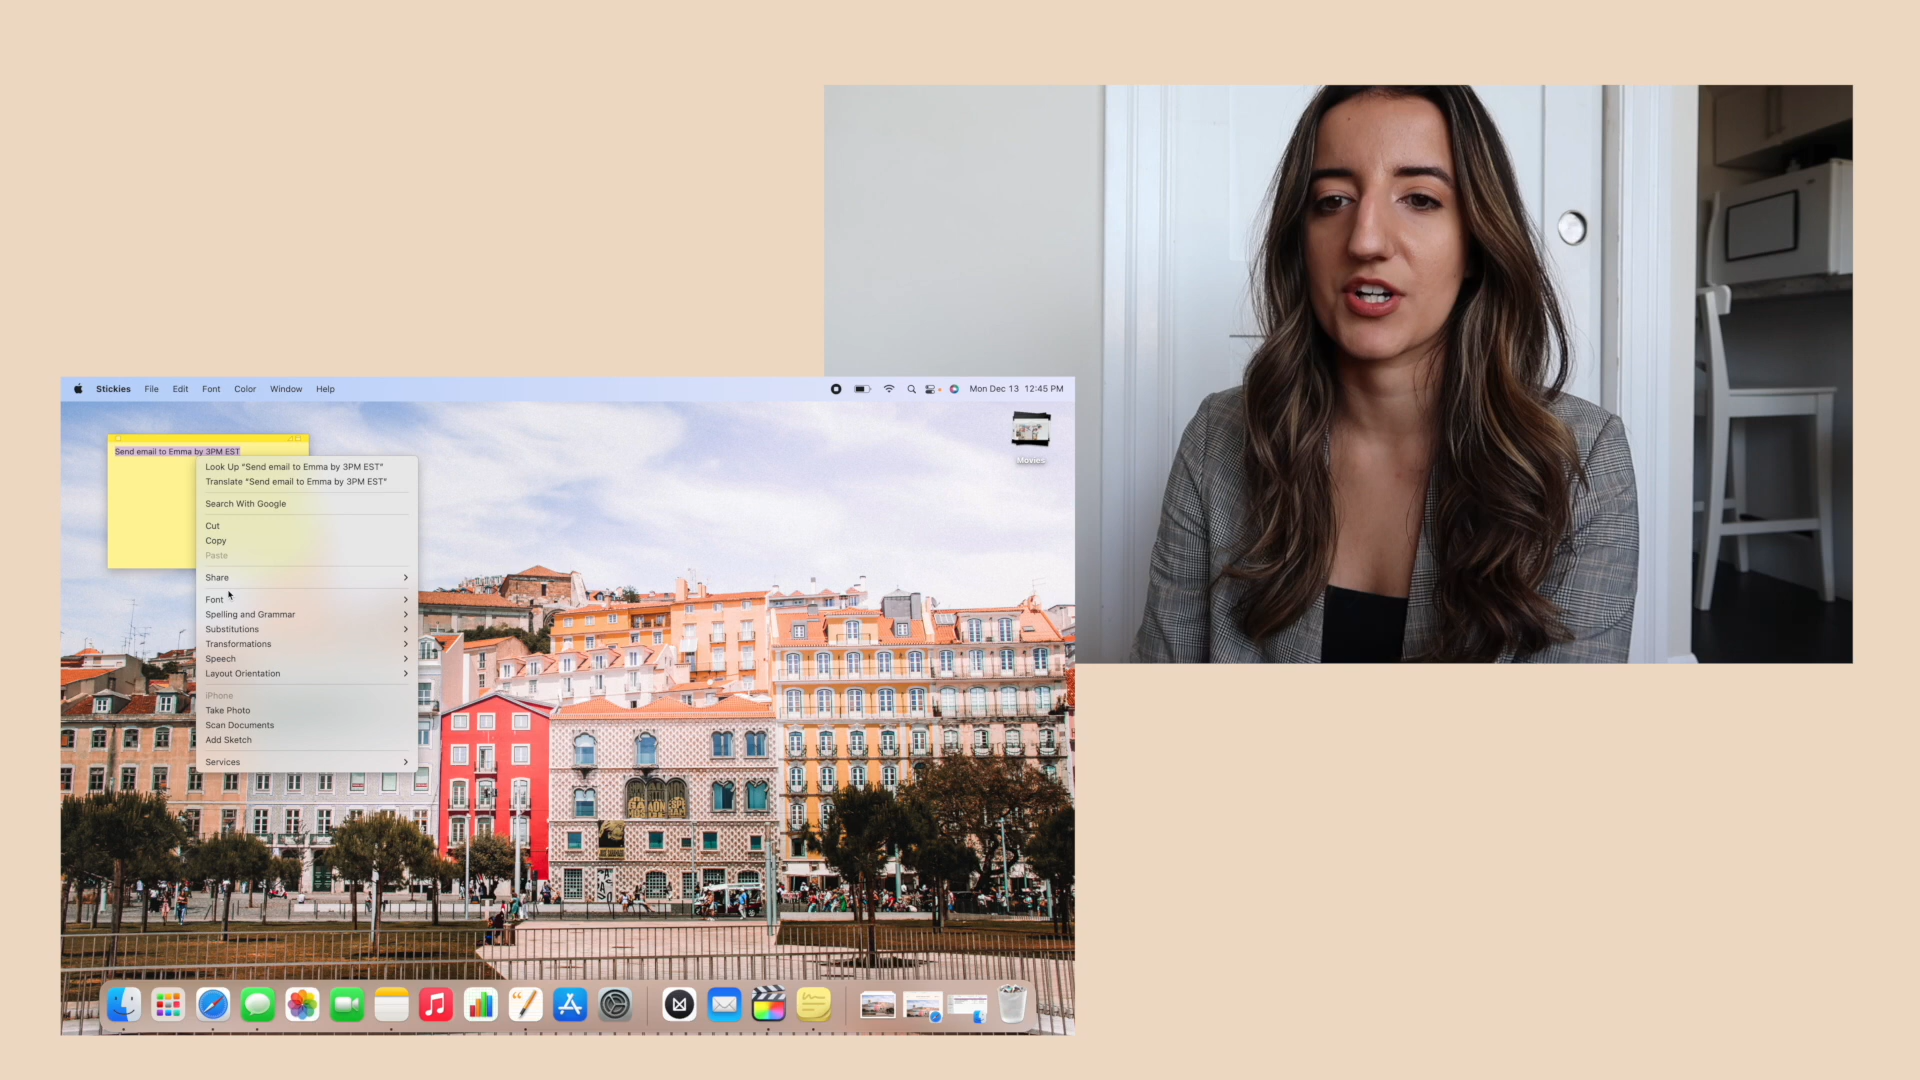 Stickies File Edit Font Color Window Help Mon Dec 13 12:45 PM
Movies
Send email to Emma by 3PM EST
Look Up “Send email to Emma by 3PM EST”
Translate “Send email to Emma by 3PM EST”
Search With Google
Cut
Copy
Paste
Share
Font
Spelling and Grammar
Substitutions
Transformations
Speech
Layout Orientation
iPhone
Take Photo
Scan Documents
Add Sketch
Services